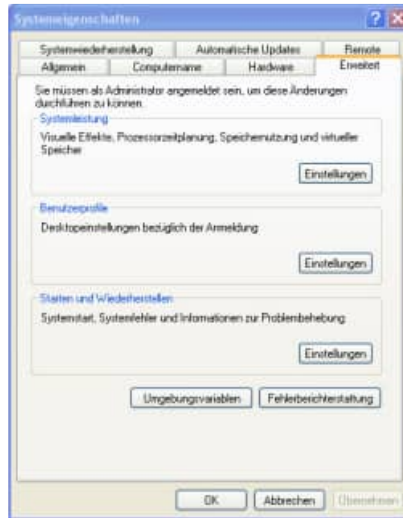 Systemeigenschaften
Systemwiederherstellung Automatische Updates Remote
Allgemein Computername Hardware Erweitert
Sie müssen als Administrator angemeldet sein, um diese Änderungen
durchführen zu können.
Systemleistung
Visuelle Effekte, Prozessorzeitplanung, Speichernutzung und virtueller
Speicher
Einstellungen
Benutzerprofile
Desktopeinstellungen bezüglich der Anmeldung
Einstellungen
Starten und Wiederherstellen
Systemstart, Systemfehler und Informationen zur Problembehebung
Einstellungen
Umgebungsvariablen Fehlerberichterstattung
OK Abbrechen Übernehmen